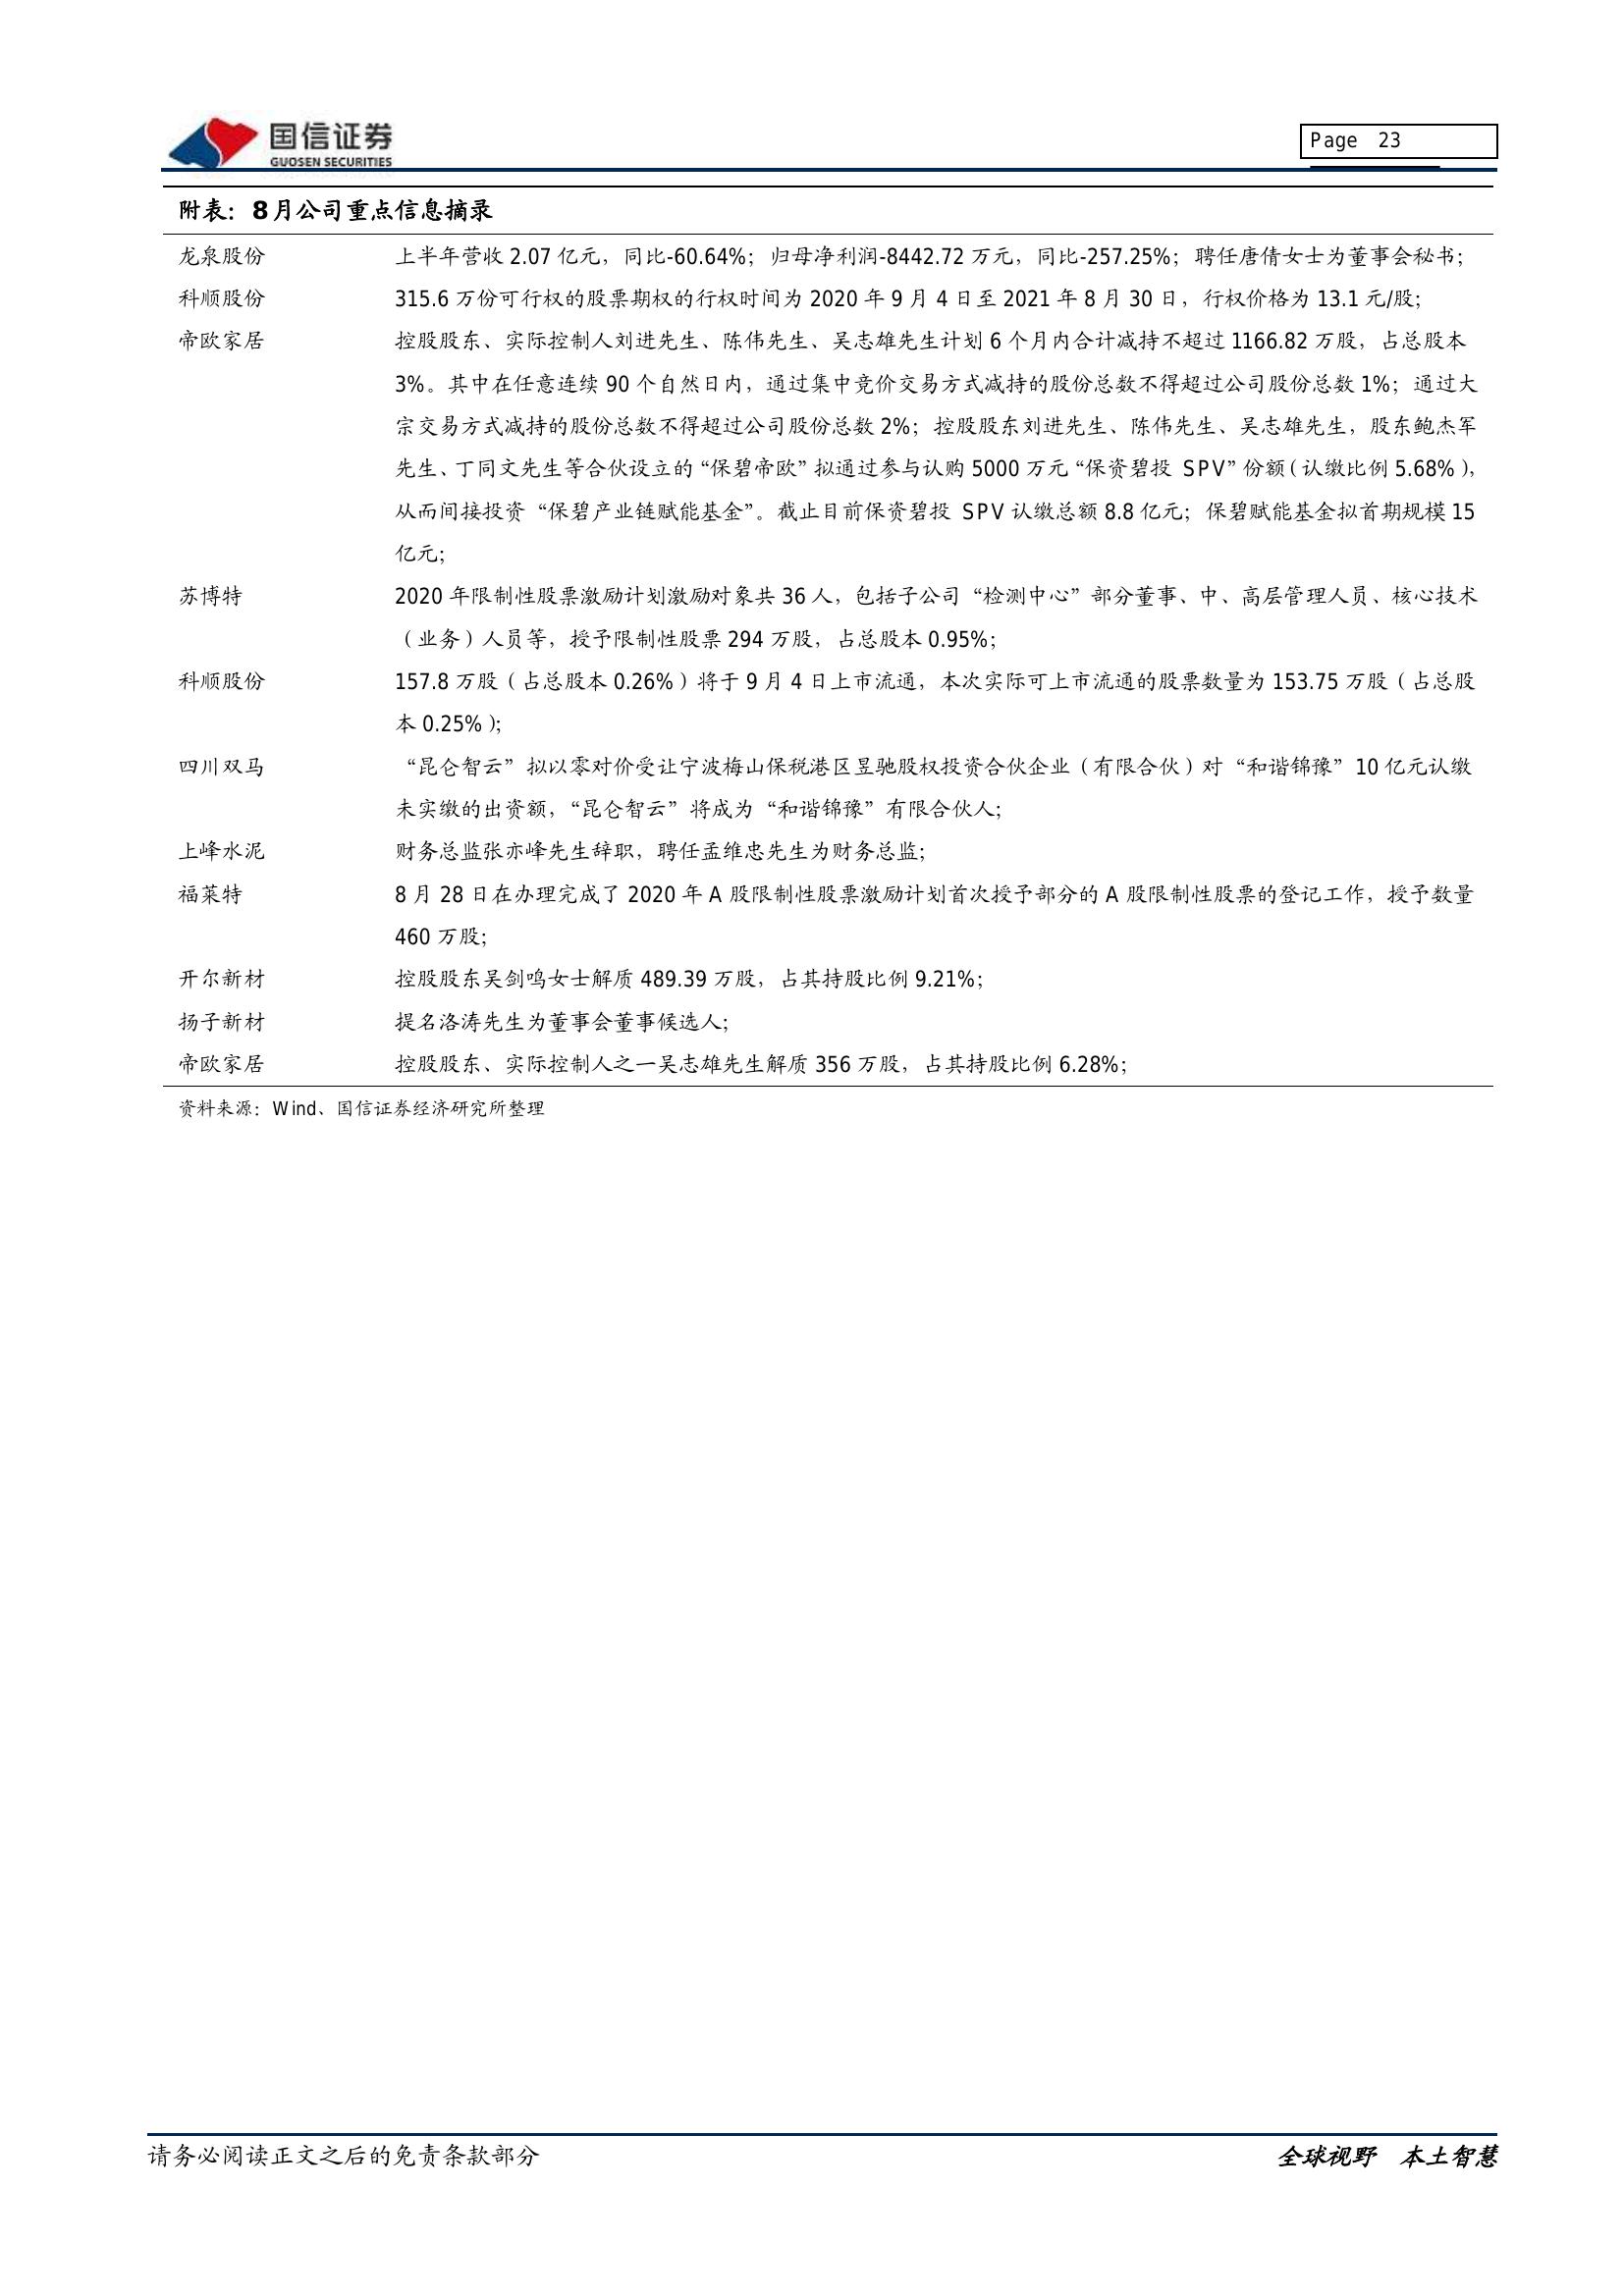 国信证券
GUOSEN SECURITIES
Page 23
附表：8月公司重点信息摘录
龙泉股份 上半年营收 2.07 亿元，同比-60.64%；归母净利润-8442.72 万元，同比-257.25%；聘任唐倩女士为董事会秘书；
科顺股份 315.6 万份可行权的股票期权的行权时间为 2020 年 9 月 4 日至 2021 年 8 月 30 日，行权价格为 13.1 元/股；
帝欧家居 控股股东、实际控制人刘进先生、陈伟先生、吴志雄先生计划 6 个月内合计减持不超过 1166.82 万股，占总股本
3%。其中在任意连续 90 个自然日内，通过集中竞价交易方式减持的股份总数不得超过公司股份总数 1%；通过大
宗交易方式减持的股份总数不得超过公司股份总数 2%；控股股东刘进先生、陈伟先生、吴志雄先生，股东鲍杰军
先生、丁同文先生等合伙设立的“保碧帝欧”拟通过参与认购 5000 万元“保资碧投 SPV”份额（认缴比例 5.68%），
从而间接投资“保碧产业链赋能基金”。截止目前保资碧投 SPV 认缴总额 8.8 亿元；保碧赋能基金拟首期规模 15
亿元；
苏博特 2020 年限制性股票激励计划激励对象共 36 人，包括子公司“检测中心”部分董事、中、高层管理人员、核心技术
（业务）人员等，授予限制性股票 294 万股，占总股本 0.95%；
科顺股份 157.8 万股（占总股本 0.26%）将于 9 月 4 日上市流通，本次实际可上市流通的股票数量为 153.75 万股（占总股
本 0.25%）；
四川双马 “昆仑智云”拟以零对价受让宁波梅山保税港区昱驰股权投资合伙企业（有限合伙）对“和谐锦豫”10 亿元认缴
未实缴的出资额，“昆仑智云”将成为“和谐锦豫”有限合伙人；
上峰水泥 财务总监张亦峰先生辞职，聘任孟维忠先生为财务总监；
福莱特 8 月 28 日在办理完成了 2020 年 A 股限制性股票激励计划首次授予部分的 A 股限制性股票的登记工作，授予数量
460 万股；
开尔新材 控股股东吴剑鸣女士解质 489.39 万股，占其持股比例 9.21%；
扬子新材 提名洛涛先生为董事会董事候选人；
帝欧家居 控股股东、实际控制人之一吴志雄先生解质 356 万股，占其持股比例 6.28%；
资料来源：Wind、国信证券经济研究所整理
请务必阅读正文之后的免责条款部分
全球视野 本土智慧